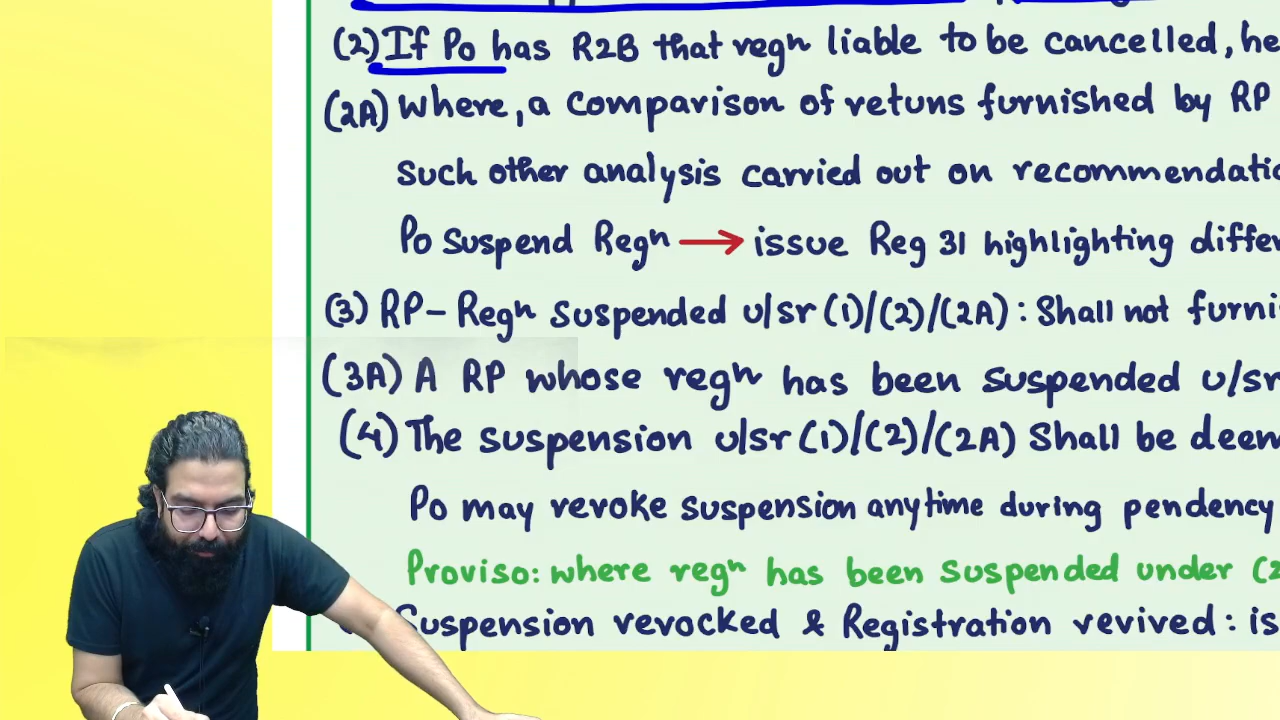 (2) If Po has R2B that regⁿ liable to be cancelled, he
(2A) Where, a comparison of retuns furnished by RP
Such other analysis carried out on recommendatio
Po Suspend Regⁿ → issue Reg 31 highlighting differ
(3) RP- Regⁿ Suspended u/sr (1)/(2)/(2A) : Shall not furni
(3A) A RP whose regⁿ has been suspended u/sr
(4) The suspension u/sr (1)/(2)/(2A) Shall be deem
Po may revoke suspension anytime during pendency
Proviso: where regⁿ has been suspended under (2
Suspension revocked & Registration revived : is